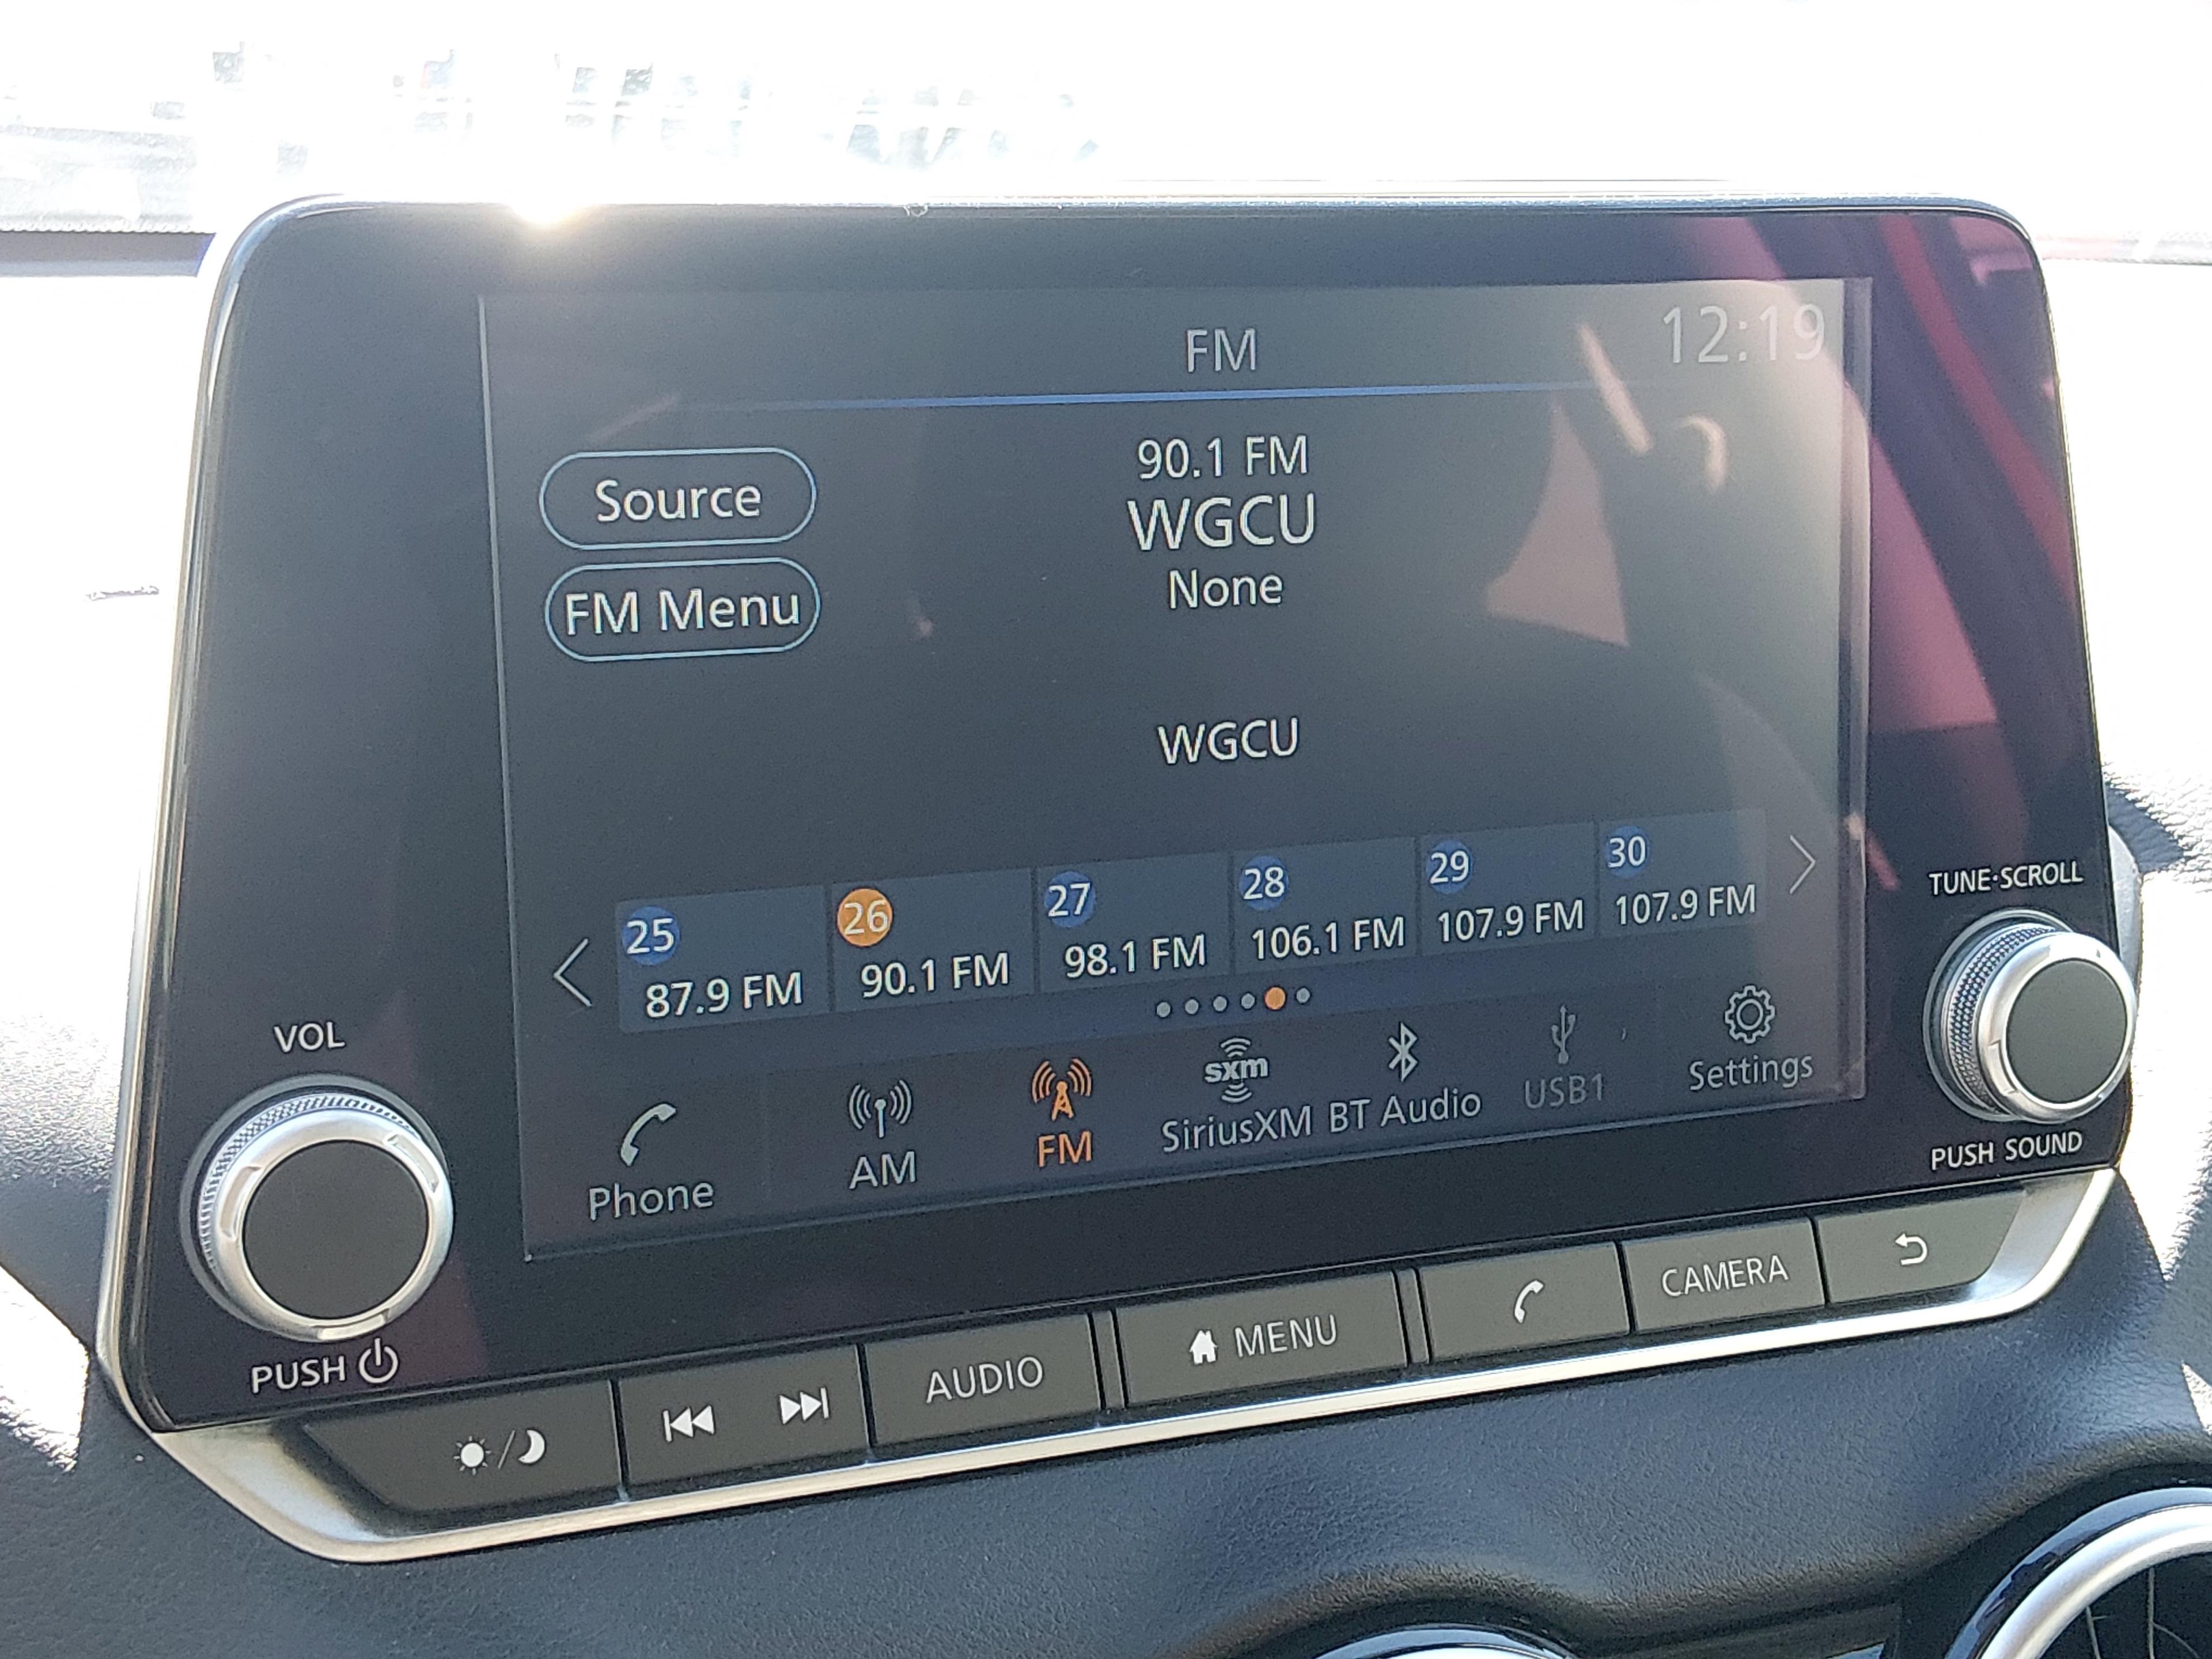 FM
12:19
Source
90.1 FM
WGCU
None
FM Menu
WGCU
25
87.9 FM
26
90.1 FM
27
98.1 FM
28
106.1 FM
29
107.9 FM
30
107.9 FM
Phone
AM
FM
sxm
SiriusXM
BT Audio
USB1
Settings
VOL
PUSH
TUNE·SCROLL
PUSH SOUND
AUDIO
MENU
CAMERA